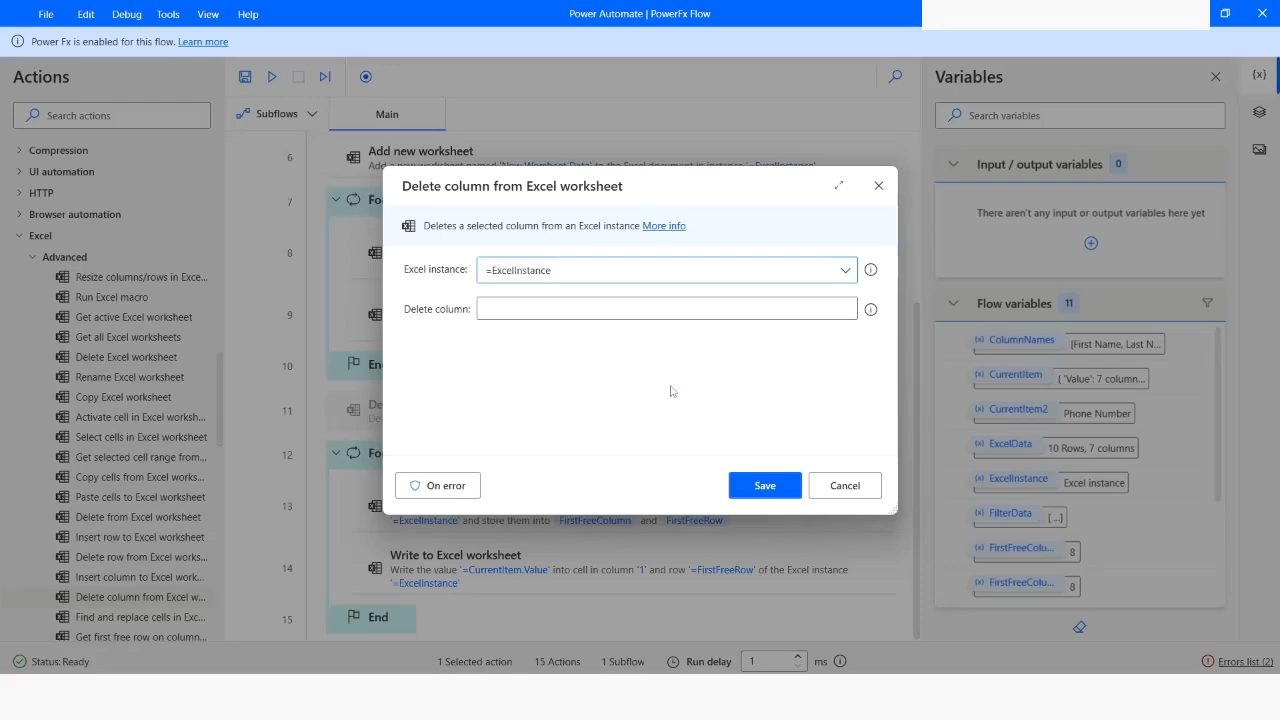 File Edit Debug Tools View Help Power Automate | PowerFx Flow
Power Fx is enabled for this flow. Learn more
Actions
Search actions
Compression
UI automation
HTTP
Browser automation
Excel
Advanced
Resize columns/rows in Exce...
Run Excel macro
Get active Excel worksheet
Get all Excel worksheets
Delete Excel worksheet
Rename Excel worksheet
Copy Excel worksheet
Activate cell in Excel worksh...
Select cells in Excel worksheet
Get selected cell range from...
Copy cells from Excel works...
Paste cells to Excel worksheet
Delete from Excel worksheet
Insert row to Excel worksheet
Delete row from Excel works...
Insert column to Excel work...
Delete column from Excel w...
Find and replace cells in Exc...
Get first free row on column...
Subflows Main
6 Add new worksheet
7
8
9
10
11
12
13
'=ExcelInstance' and store them into FirstFreeColumn and FirstFreeRow
14 Write to Excel worksheet
Write the value '=CurrentItem.Value' into cell in column '1' and row '=FirstFreeRow' of the Excel instance
'=ExcelInstance'
15 End
Delete column from Excel worksheet
Deletes a selected column from an Excel instance More info
Excel instance: =ExcelInstance
Delete column:
On error Save Cancel
Variables {x}
Search variables
Input / output variables 0
There aren't any input or output variables here yet
Flow variables 11
{x} ColumnNames [First Name, Last N...
{x} CurrentItem { 'Value': 7 column...
{x} CurrentItem2 Phone Number
{x} ExcelData 10 Rows, 7 columns
{x} ExcelInstance Excel instance
{x} FilterData [ ...]
{x} FirstFreeColu... 8
{x} FirstFreeColu... 8
Status: Ready 1 Selected action 15 Actions 1 Subflow Run delay 1 ms Errors list (2)